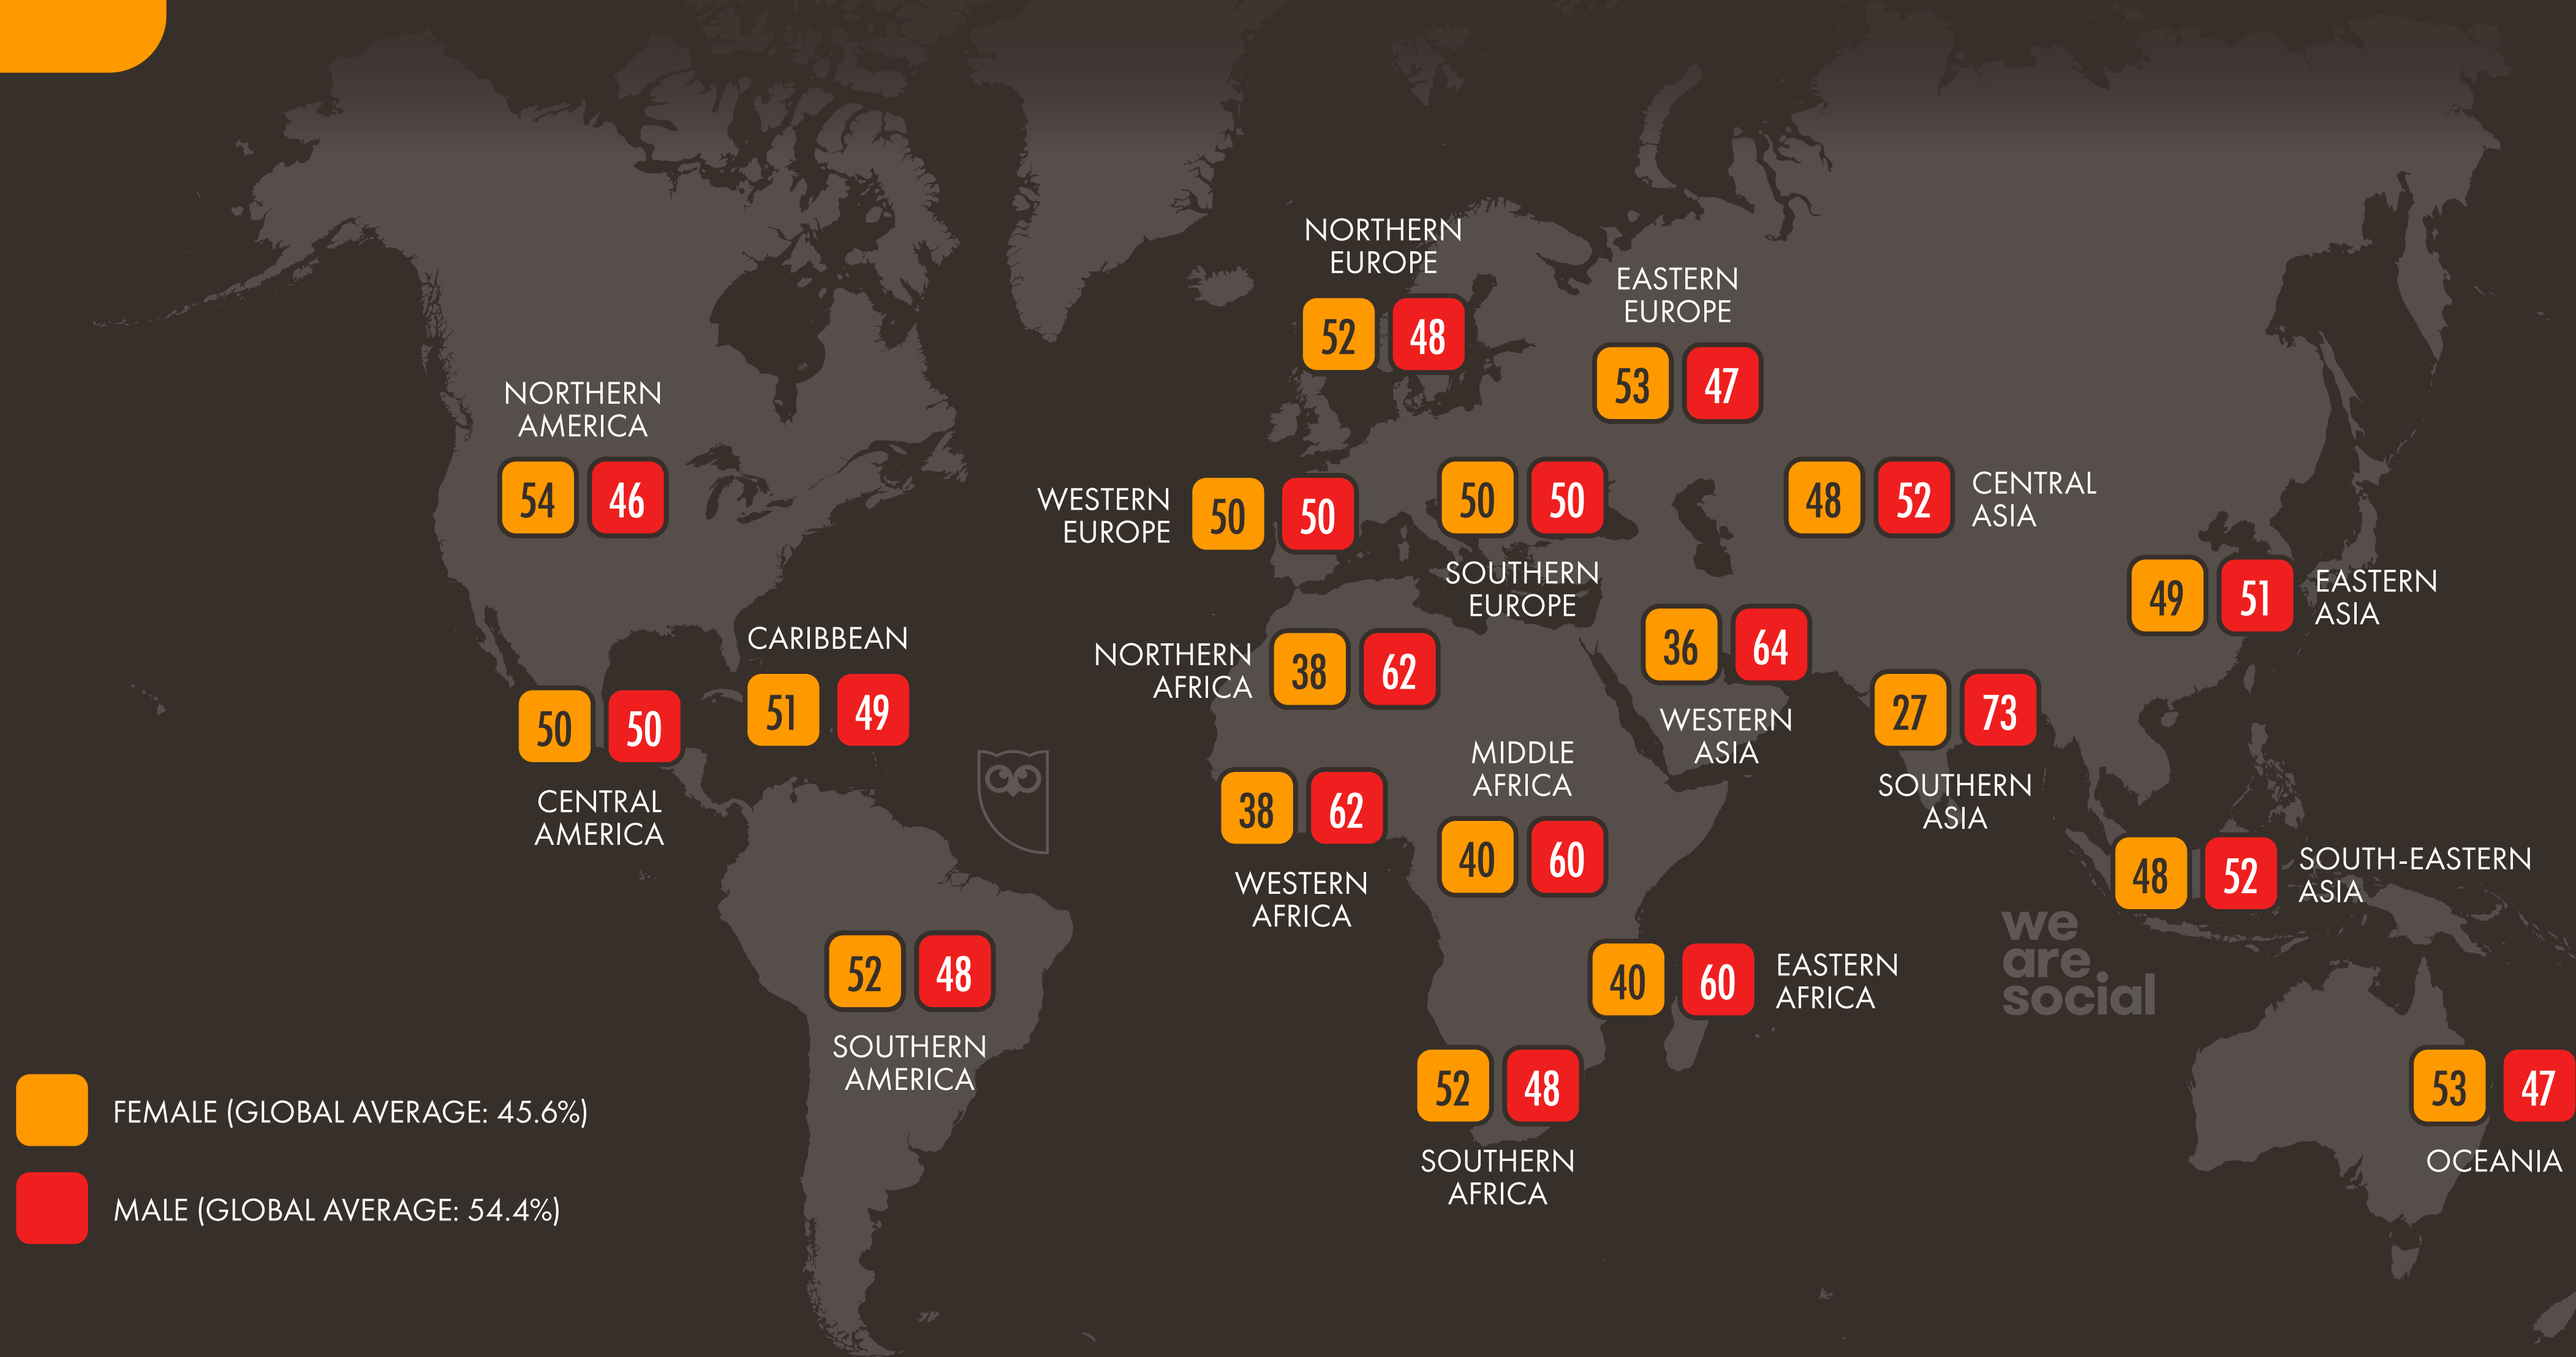 NORTHERN
EUROPE
52 48
EASTERN
EUROPE
53 47
NORTHERN
AMERICA
54 46
WESTERN
EUROPE
50 50
50 50
SOUTHERN
EUROPE
48 52
CENTRAL
ASIA
49 51
EASTERN
ASIA
CARIBBEAN
51 49
50 50
CENTRAL
AMERICA
NORTHERN
AFRICA
38 62
36 64
WESTERN
ASIA
27 73
SOUTHERN
ASIA
38 62
WESTERN
AFRICA
MIDDLE
AFRICA
40 60
48 52
SOUTH-EASTERN
ASIA
we
are.
social
52 48
SOUTHERN
AMERICA
40 60
EASTERN
AFRICA
52 48
SOUTHERN
AFRICA
53 47
OCEANIA
FEMALE (GLOBAL AVERAGE: 45.6%)
MALE (GLOBAL AVERAGE: 54.4%)